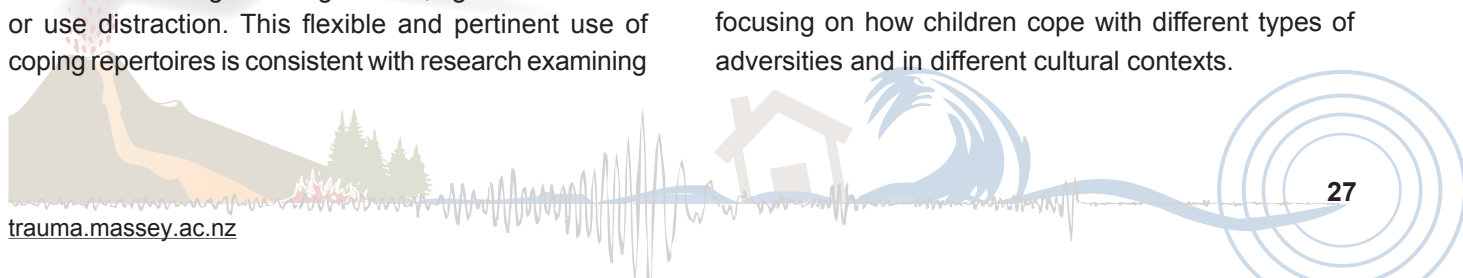 or use distraction. This flexible and pertinent use of
coping repertoires is consistent with research examining
focusing on how children cope with different types of
adversities and in different cultural contexts.
27
trauma.massey.ac.nz